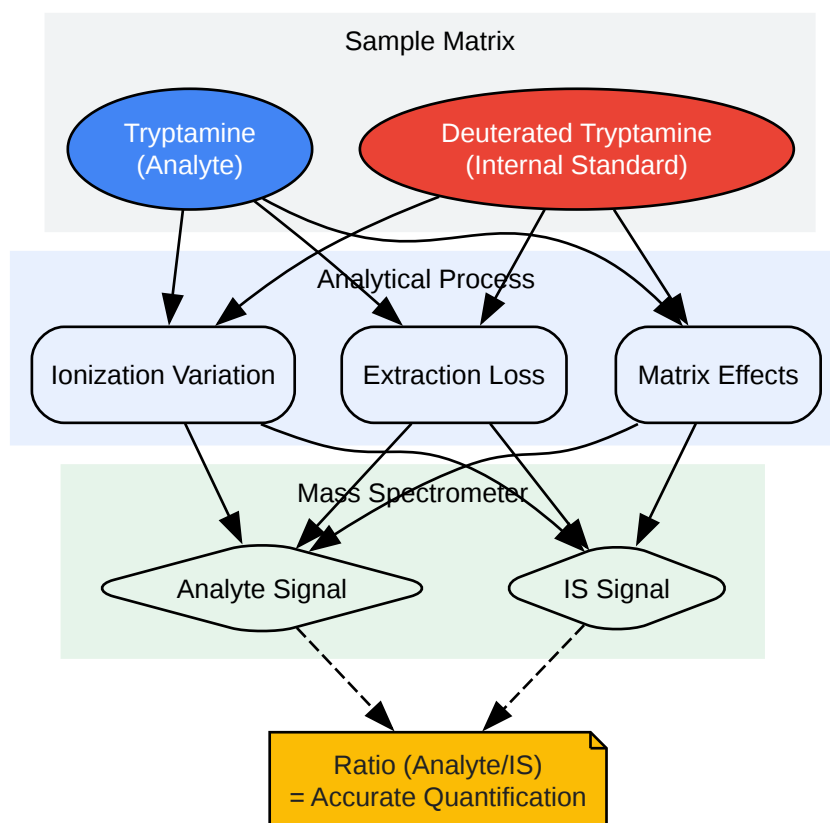 Sample Matrix
Tryptamine
(Analyte)
Deuterated Tryptamine
(Internal Standard)
Analytical Process
Ionization Variation
Extraction Loss
Matrix Effects
Mass Spectrometer
Analyte Signal
IS Signal
Ratio (Analyte/IS)
= Accurate Quantification